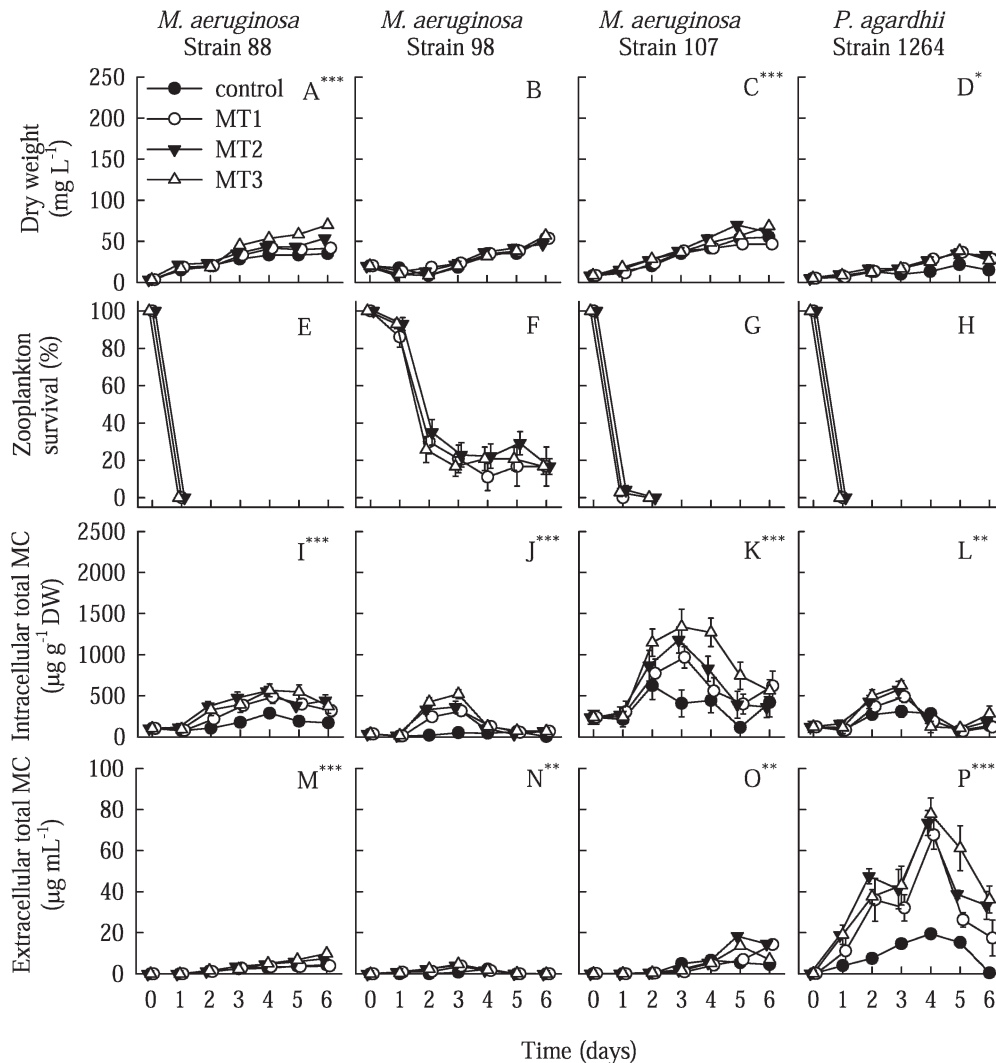 M. aeruginosa
Strain 88
M. aeruginosa
Strain 98
M. aeruginosa
Strain 107
P. agardhii
Strain 1264
Dry weight
(mg L⁻¹)
250
200
150
100
50
0
control
MT1
MT2
MT3
A***
B
C***
D*
Zooplankton
survival (%)
100
80
60
40
20
0
E
F
G
H
Intracellular total MC
(µg g⁻¹ DW)
2500
2000
1500
1000
500
0
I***
J***
K***
L**
Extracellular total MC
(µg mL⁻¹)
100
80
60
40
20
0
M***
N**
O**
P***
0 1 2 3 4 5 6
0 1 2 3 4 5 6
0 1 2 3 4 5 6
0 1 2 3 4 5 6
Time (days)